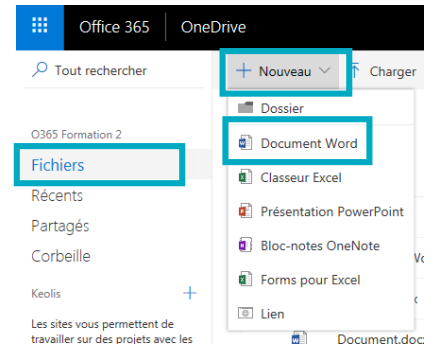 Office 365 OneDrive
Tout rechercher
+ Nouveau Charger
Dossier
O365 Formation 2
Document Word
Fichiers
Classeur Excel
Récents
Présentation PowerPoint
Partagés
Bloc-notes OneNote
Corbeille
Forms pour Excel
Keolis +
Lien
Les sites vous permettent de
travailler sur des projets avec les
Document.docx